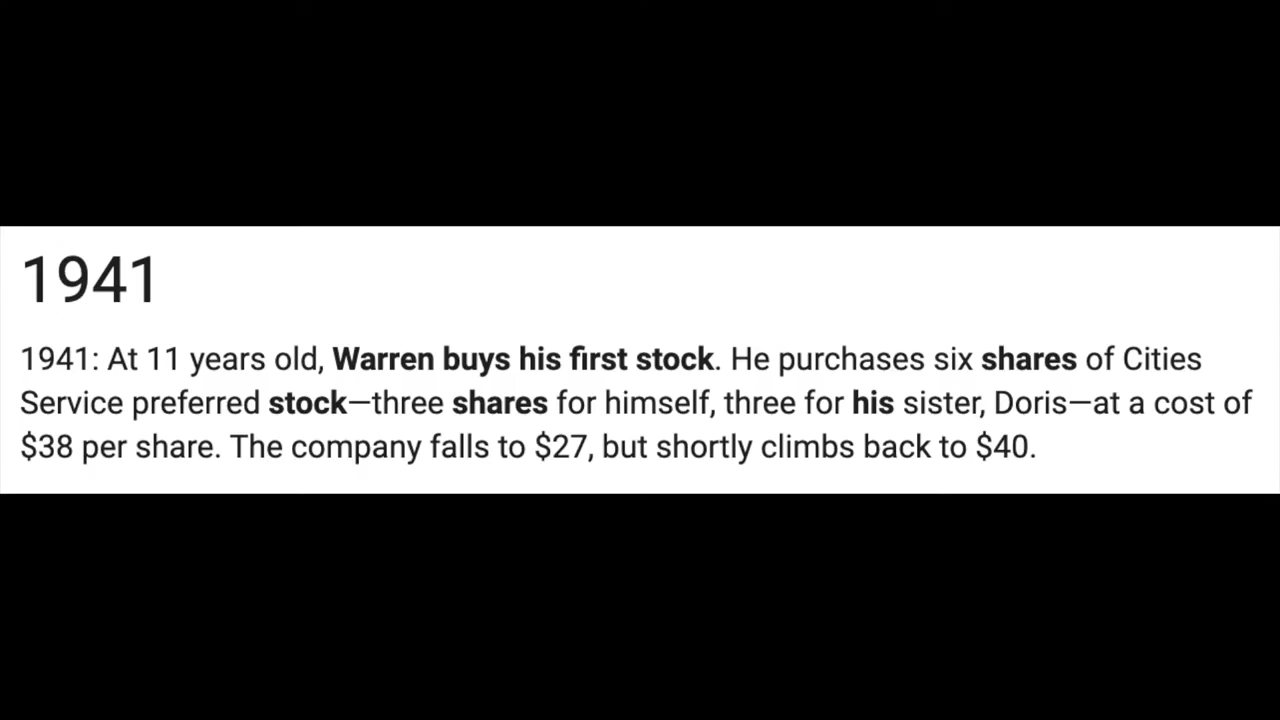 1941
1941: At 11 years old, Warren buys his first stock. He purchases six shares of Cities
Service preferred stock—three shares for himself, three for his sister, Doris—at a cost of
$38 per share. The company falls to $27, but shortly climbs back to $40.